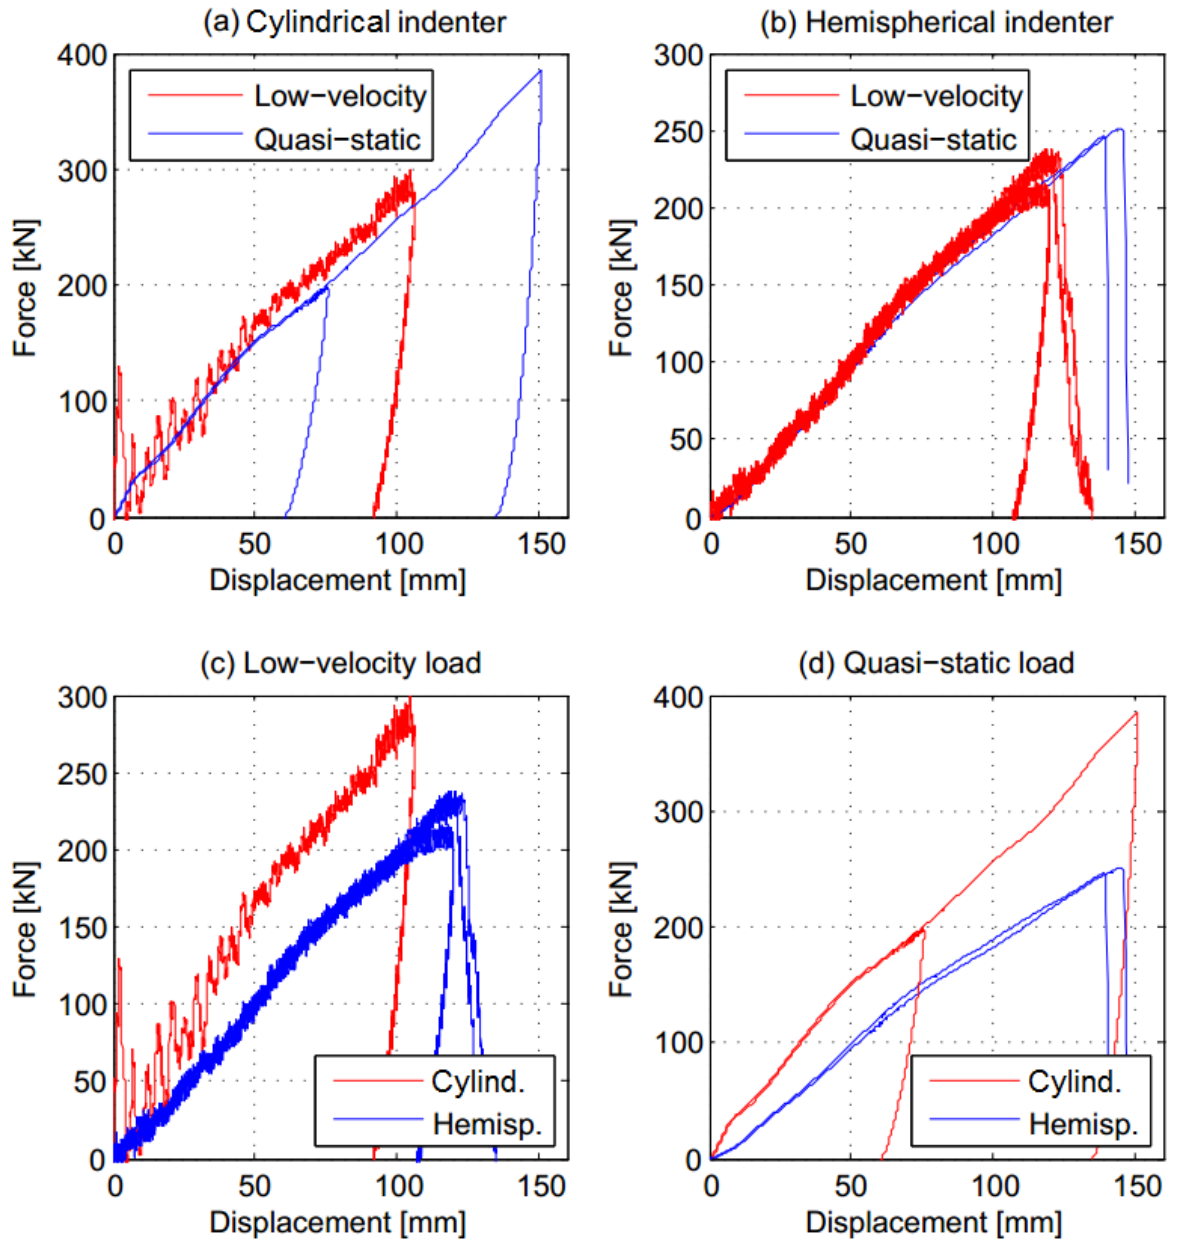 (a) Cylindrical indenter
400
300
200
100
0
Force [kN]
Low−velocity
Quasi−static
0 50 100 150
Displacement [mm]
(b) Hemispherical indenter
300
250
200
150
100
50
0
Force [kN]
Low−velocity
Quasi−static
0 50 100 150
Displacement [mm]
(c) Low−velocity load
300
250
200
150
100
50
0
Force [kN]
Cylind.
Hemisp.
0 50 100 150
Displacement [mm]
(d) Quasi−static load
400
300
200
100
0
Force [kN]
Cylind.
Hemisp.
0 50 100 150
Displacement [mm]